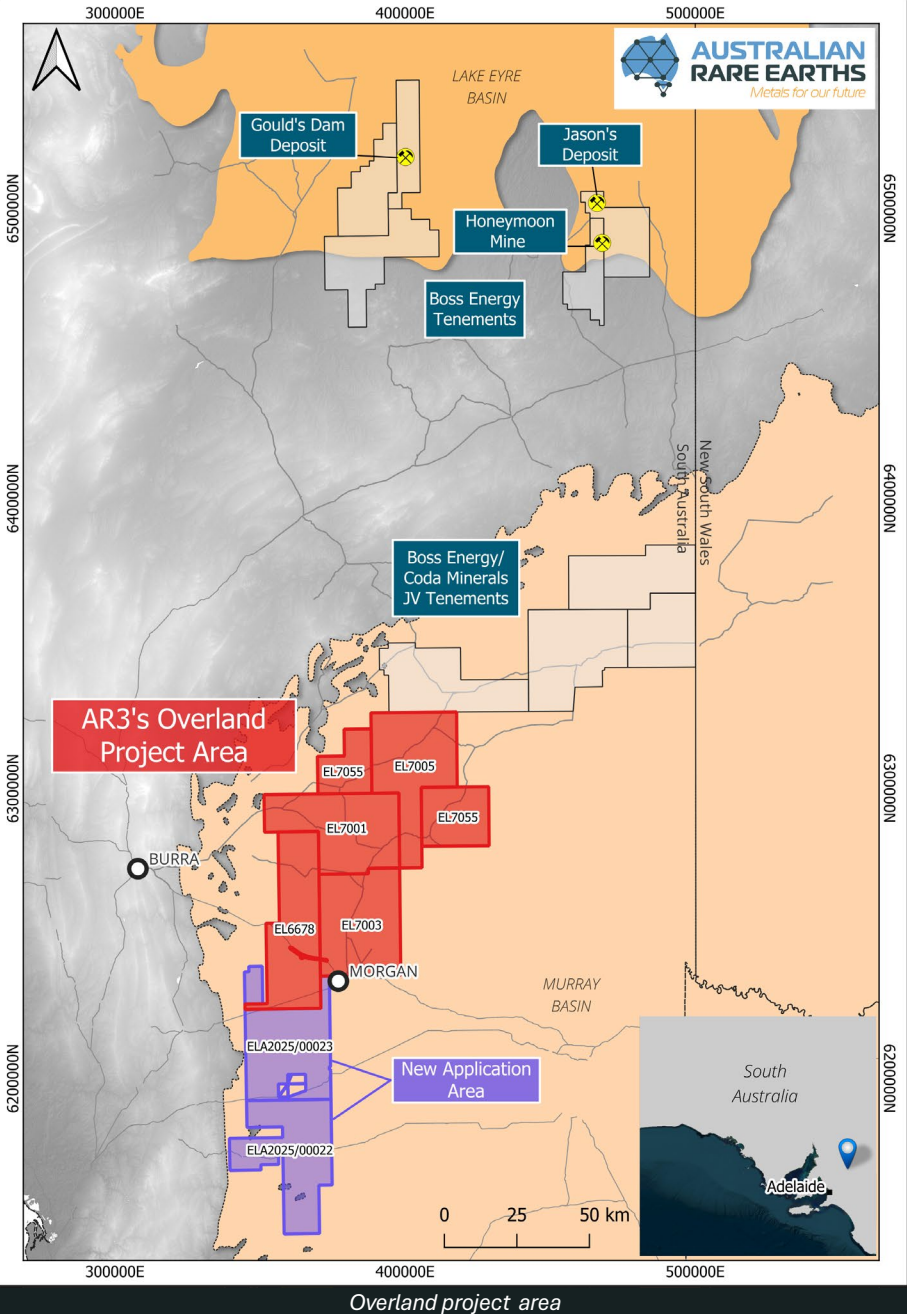 300000E
400000E
500000E
AUSTRALIAN
RARE EARTHS
Metals for our future
LAKE EYRE
BASIN
Gould's Dam
Deposit
Jason's
Deposit
6500000N
6500000N
Honeymoon
Mine
Boss Energy
Tenements
6400000N
South Australia
New South Wales
6400000N
Boss Energy/
Coda Minerals
JV Tenements
AR3's Overland
Project Area
EL7055
EL7005
6300000N
6300000N
EL7055
EL7001
BURRA
EL6678
EL7003
MORGAN
MURRAY
BASIN
ELA2025/00023
6200000N
6200000N
New Application
Area
South
Australia
ELA2025/00022
Adelaide
0 25 50 km
300000E
400000E
500000E
Overland project area